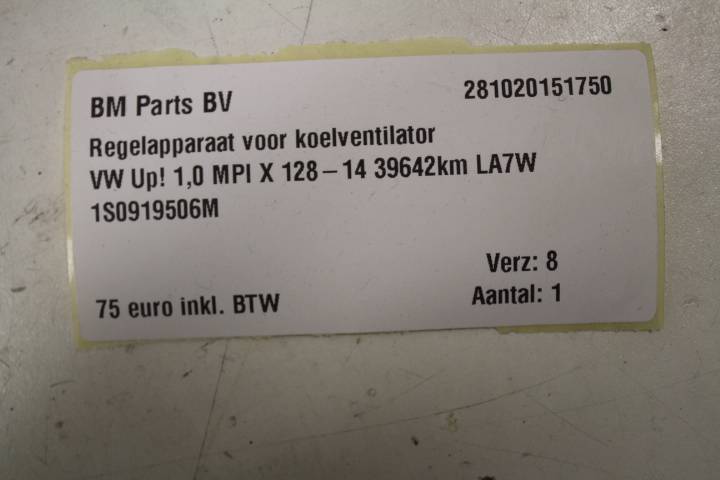 BM Parts BV 281020151750
Regelapparaat voor koelventilator
VW Up! 1,0 MPI X 128 – 14 39642km LA7W
1S0919506M
Verz: 8
75 euro inkl. BTW Aantal: 1